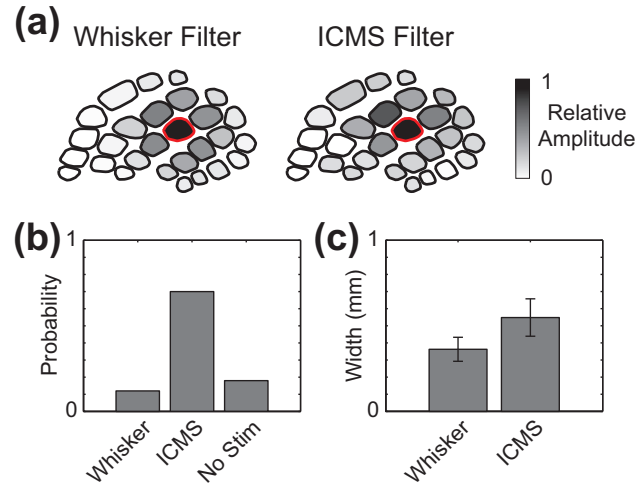 (a)
Whisker Filter
ICMS Filter
1
Relative
Amplitude
0
(b)
1
Probability
0
Whisker
ICMS
No Stim
(c)
1
Width (mm)
0
Whisker
ICMS